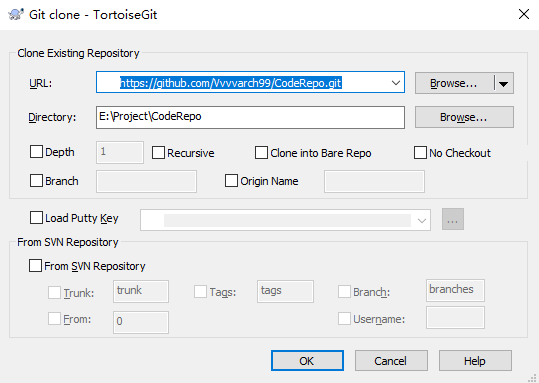 Git clone - TortoiseGit
Clone Existing Repository
URL: https://github.com/Vvvvarch99/CodeRepo.git Browse...
Directory: E:\Project\CodeRepo Browse...
Depth 1 Recursive Clone into Bare Repo No Checkout
Branch Origin Name
Load Putty Key ...
From SVN Repository
From SVN Repository
Trunk: trunk Tags: tags Branch: branches
From: 0 Username:
OK Cancel Help